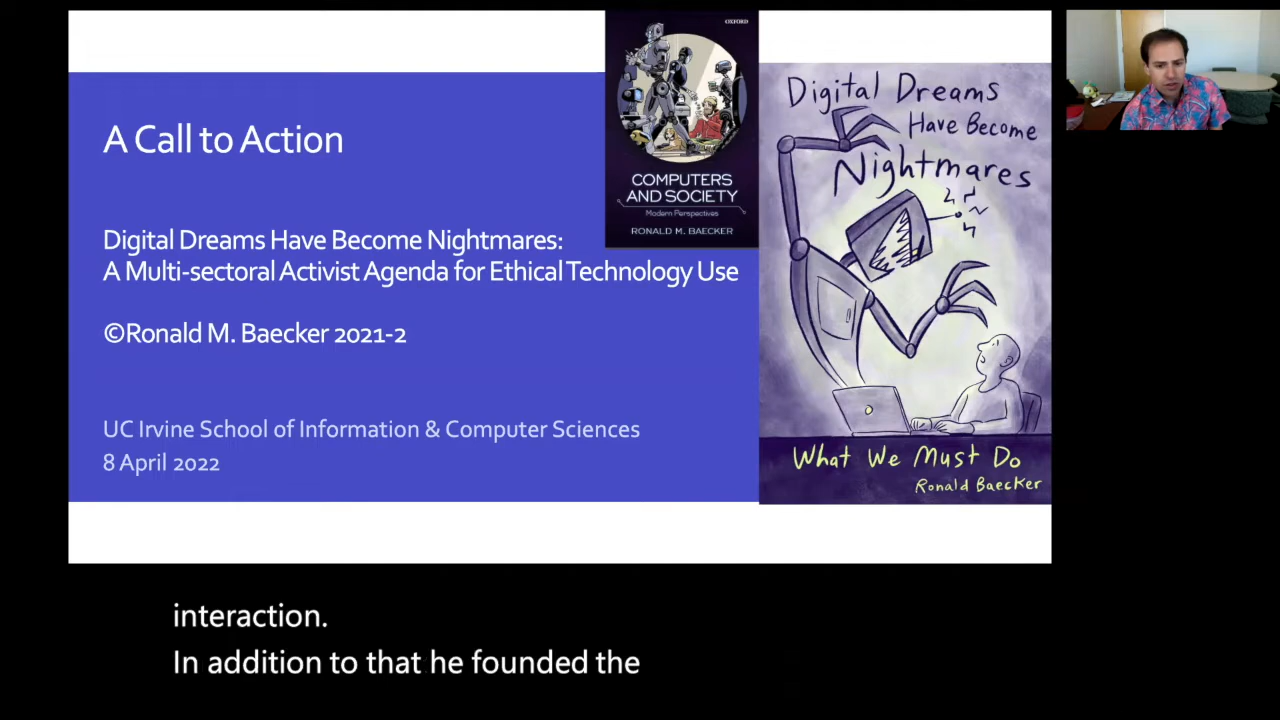 A Call to Action
Digital Dreams Have Become Nightmares:
A Multi-sectoral Activist Agenda for Ethical Technology Use
©Ronald M. Baecker 2021-2
UC Irvine School of Information & Computer Sciences
8 April 2022
OXFORD
COMPUTERS
AND SOCIETY
Modern Perspectives
RONALD M. BAECKER
Digital Dreams
Have Become
Nightmares
What We Must Do
Ronald Baecker
interaction.
In addition to that he founded the